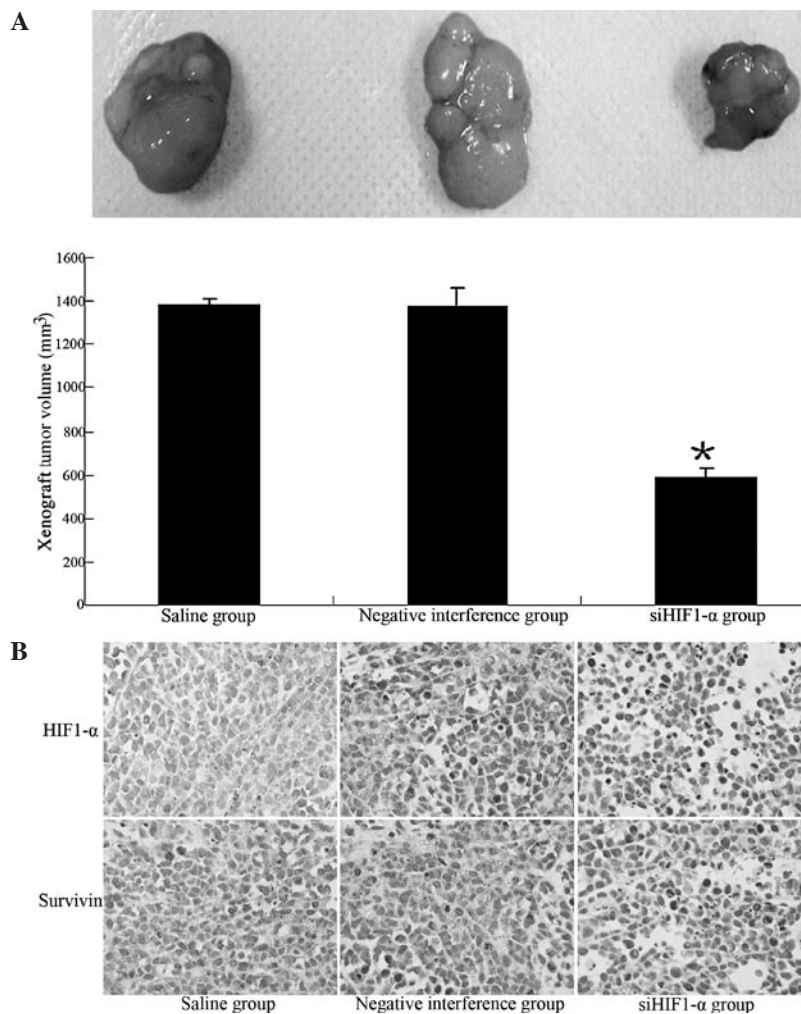 A
1600
1400
1200
1000
800
600
400
200
0
Xenograft tumor volume (mm³)
*
Saline group
Negative interference group
siHIF1-α group
B
HIF1-α
Survivin
Saline group
Negative interference group
siHIF1-α group